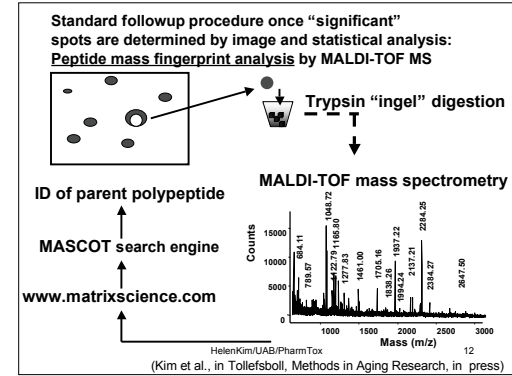 Standard followup procedure once “significant”
spots are determined by image and statistical analysis:
Peptide mass fingerprint analysis by MALDI-TOF MS
Trypsin “ingel” digestion
MALDI-TOF mass spectrometry
ID of parent polypeptide
MASCOT search engine
www.matrixscience.com
Counts
15000
10000
5000
0
684.11
789.57
1048.72
1165.80
1277.83
1461.00
1705.16
1838.26
1937.22
1994.24
2137.21
2284.25
2384.27
2647.50
1000 1500 2000 2500 3000
Mass (m/z)
HelenKim/UAB/PharmTox
12
(Kim et al., in Tollefsboll, Methods in Aging Research, in press)